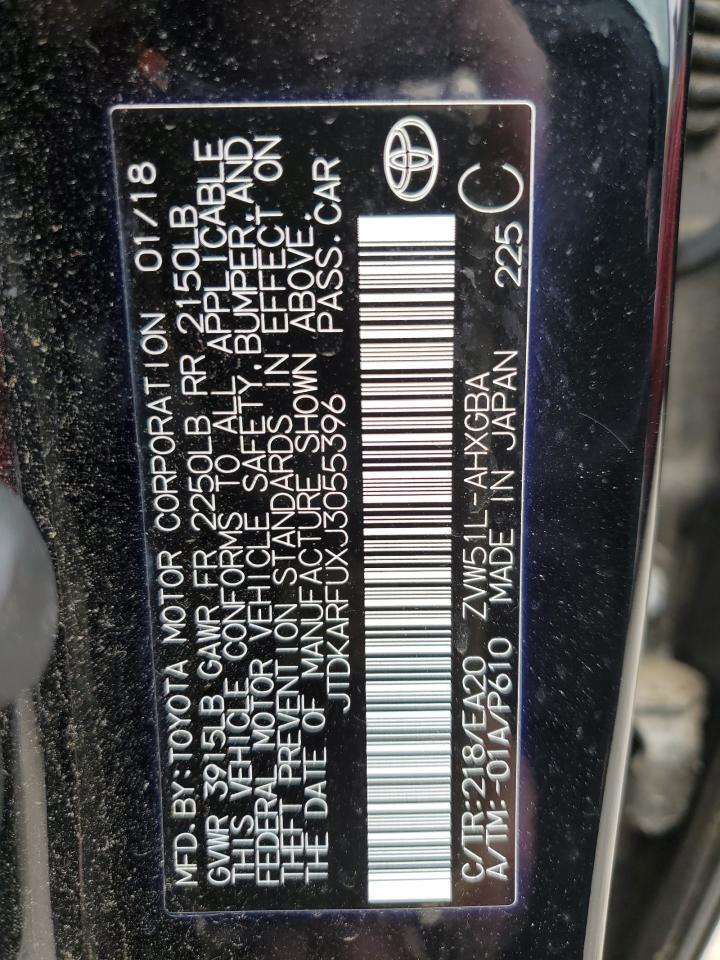 MFD. BY: TOYOTA MOTOR CORPORATION 01/18
GVWR 3915LB GAWR FR 2250LB RR 2150LB
THIS VEHICLE CONFORMS TO ALL APPLICABLE
FEDERAL MOTOR VEHICLE SAFETY, BUMPER, AND
THEFT PREVENTION STANDARDS IN EFFECT ON
THE DATE OF MANUFACTURE SHOWN ABOVE.
JTDKARFUXJ3055396 PASS. CAR
C/TR: 218/EA20 ZVW51L-AHXGBA
A/TM: -01A/P610 MADE IN JAPAN 225 C